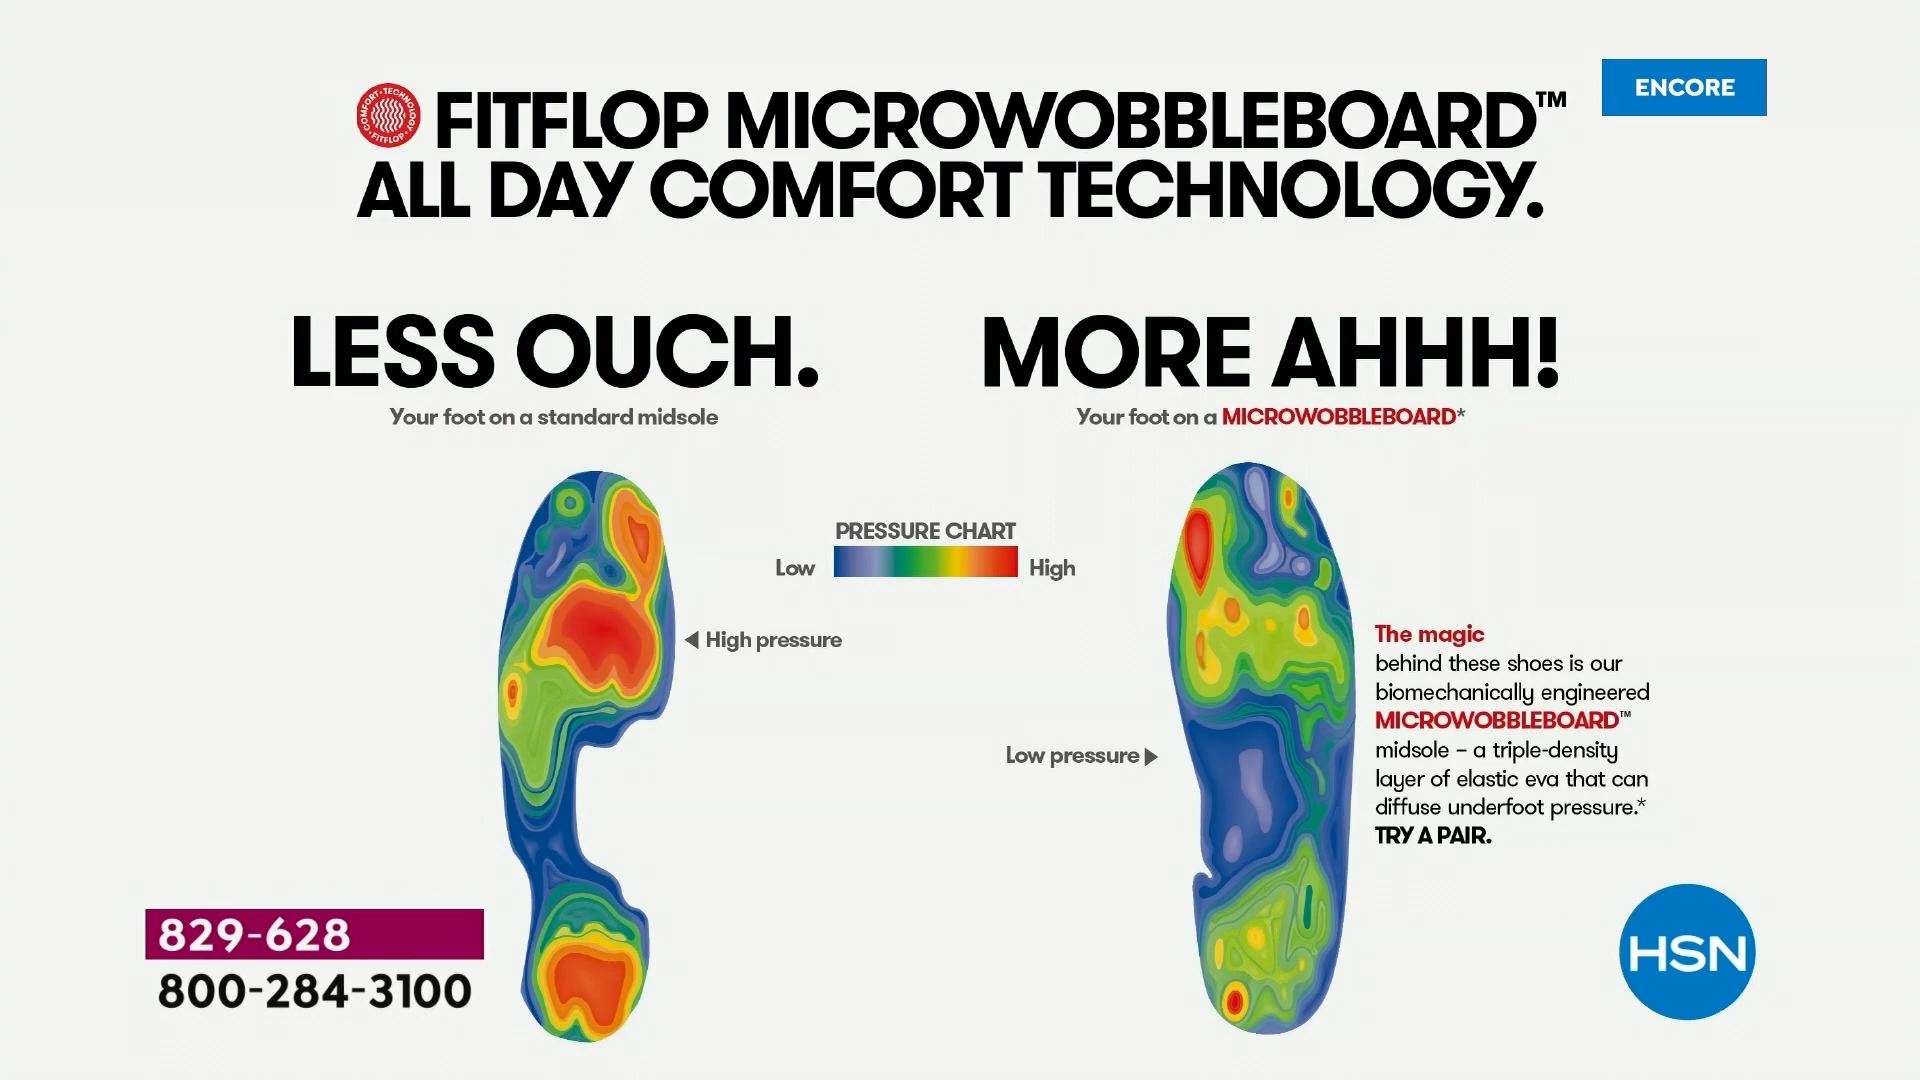 ENCORE
COMFORT • TECHNOLOGY • FITFLOP •
FITFLOP MICROWOBBLEBOARD™
ALL DAY COMFORT TECHNOLOGY.
LESS OUCH.
Your foot on a standard midsole
MORE AHHH!
Your foot on a MICROWOBBLEBOARD*
PRESSURE CHART
Low
High
High pressure
Low pressure
The magic
behind these shoes is our
biomechanically engineered
MICROWOBBLEBOARD™
midsole – a triple-density
layer of elastic eva that can
diffuse underfoot pressure.*
TRY A PAIR.
829-628
800-284-3100
HSN